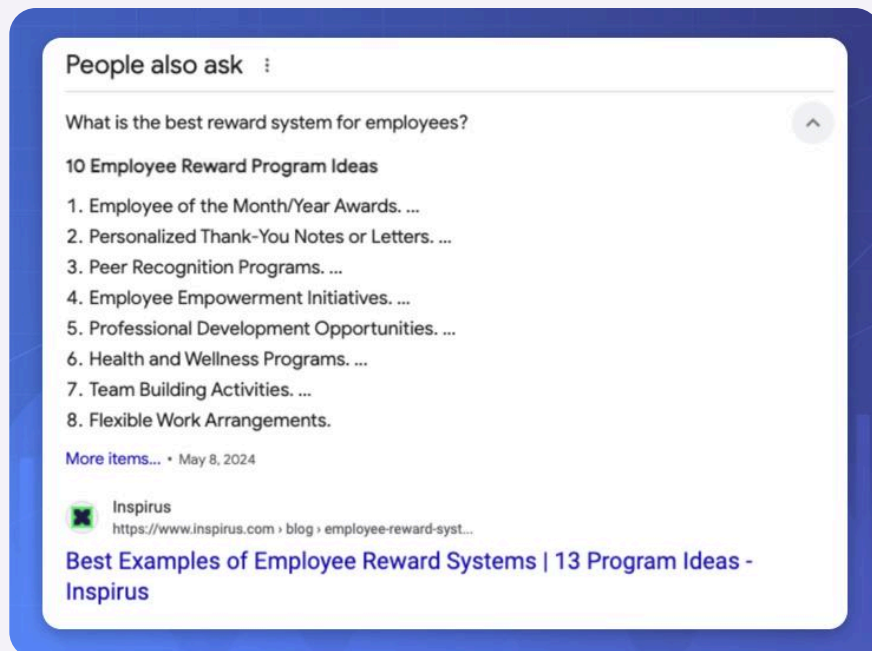 People also ask
What is the best reward system for employees?
10 Employee Reward Program Ideas
1. Employee of the Month/Year Awards. ...
2. Personalized Thank-You Notes or Letters. ...
3. Peer Recognition Programs. ...
4. Employee Empowerment Initiatives. ...
5. Professional Development Opportunities. ...
6. Health and Wellness Programs. ...
7. Team Building Activities. ...
8. Flexible Work Arrangements.
More items... • May 8, 2024
Inspirus
https://www.inspirus.com › blog › employee-reward-syst...
Best Examples of Employee Reward Systems | 13 Program Ideas -
Inspirus